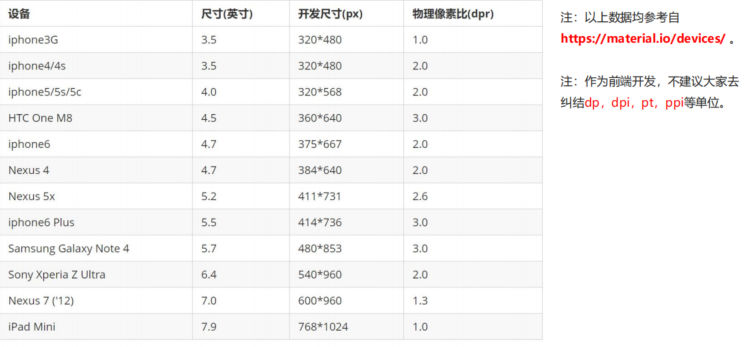 设备 尺寸(英寸) 开发尺寸(px) 物理像素比(dpr)
iphone3G 3.5 320*480 1.0
iphone4/4s 3.5 320*480 2.0
iphone5/5s/5c 4.0 320*568 2.0
HTC One M8 4.5 360*640 3.0
iphone6 4.7 375*667 2.0
Nexus 4 4.7 384*640 2.0
Nexus 5x 5.2 411*731 2.6
iphone6 Plus 5.5 414*736 3.0
Samsung Galaxy Note 4 5.7 480*853 3.0
Sony Xperia Z Ultra 6.4 540*960 2.0
Nexus 7 ('12) 7.0 600*960 1.3
iPad Mini 7.9 768*1024 1.0
注：以上数据均参考自
https://material.io/devices/ 。
注：作为前端开发，不建议大家去
纠结dp，dpi，pt，ppi等单位。